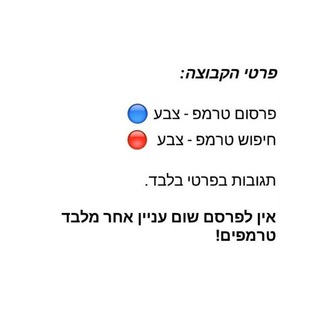 פרטי הקבוצה:
פרסום טרמפ - צבע 🔵
חיפוש טרמפ - צבע 🔴
תגובות בפרטי בלבד.
אין לפרסם שום עניין אחר מלבד
טרמפים!